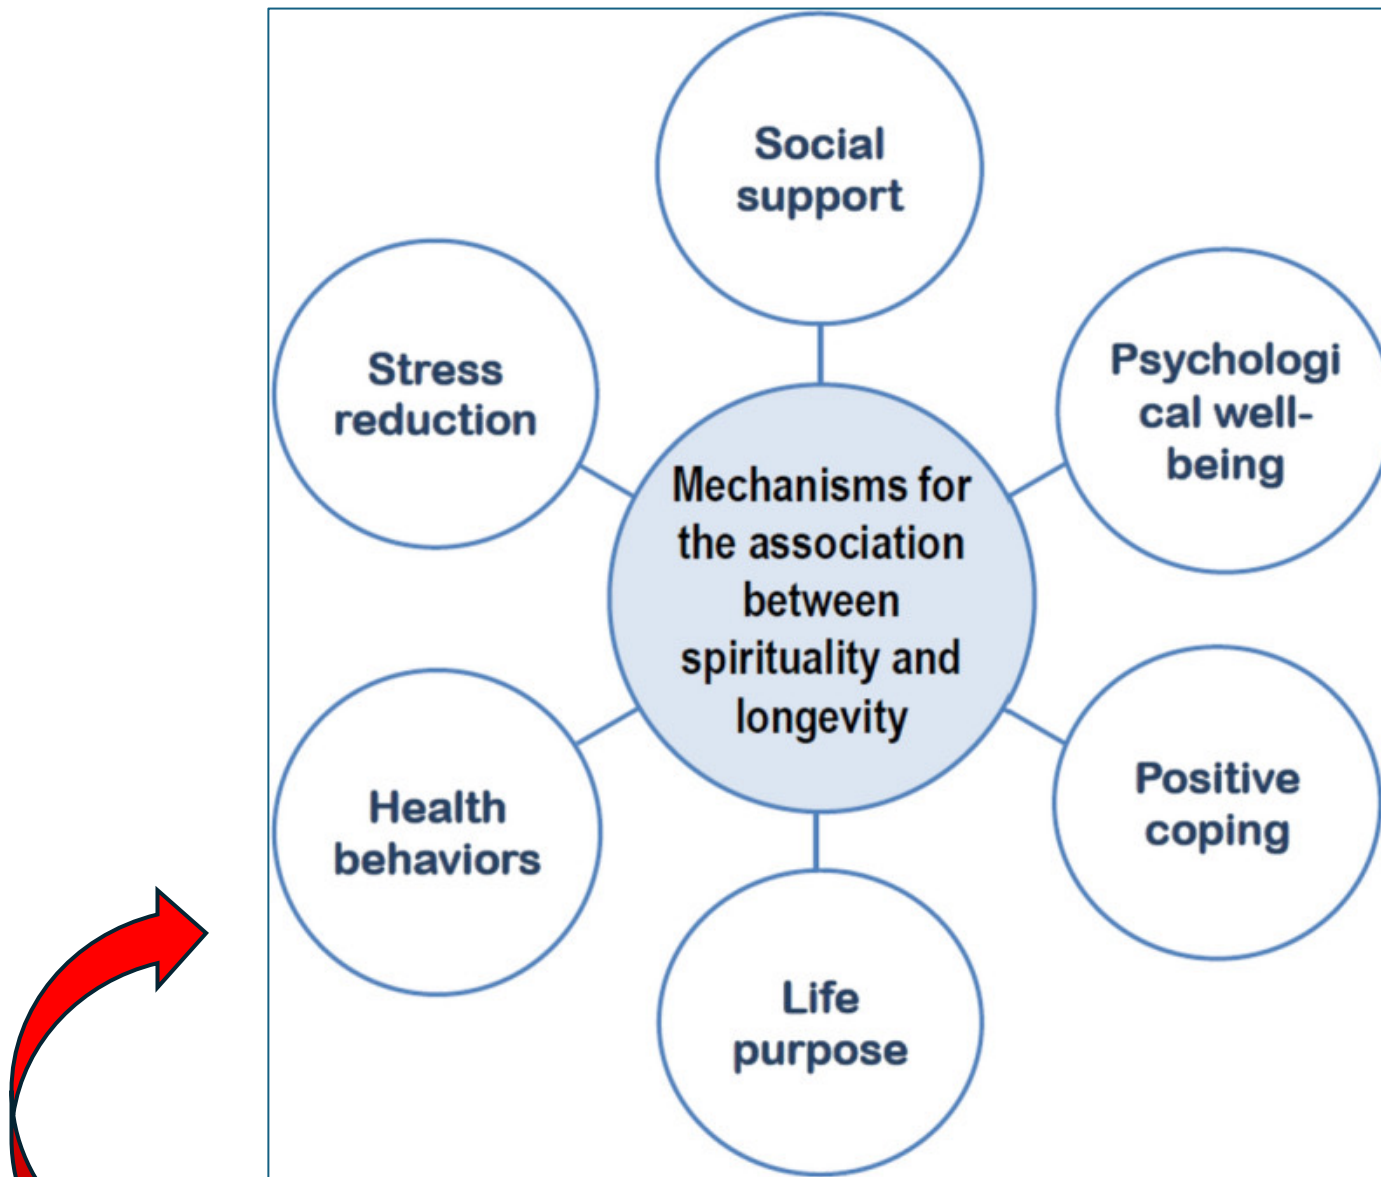 Social
support
Psychologi
cal well-
being
Positive
coping
Life
purpose
Health
behaviors
Stress
reduction
Mechanisms for
the association
between
spirituality and
longevity